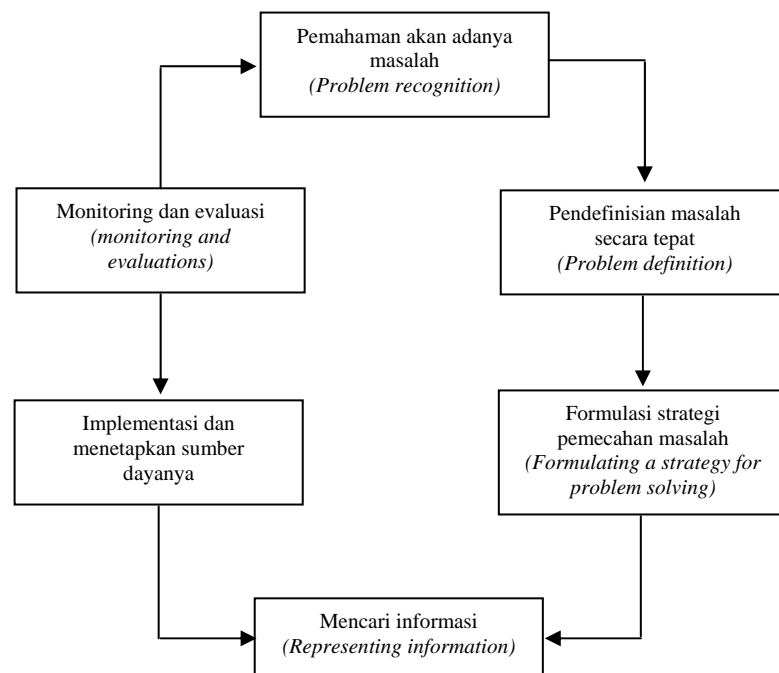 Pemahaman akan adanya
masalah
(Problem recognition)
Monitoring dan evaluasi
(monitoring and
evaluations)
Pendefinisian masalah
secara tepat
(Problem definition)
Implementasi dan
menetapkan sumber
dayanya
Formulasi strategi
pemecahan masalah
(Formulating a strategy for
problem solving)
Mencari informasi
(Representing information)